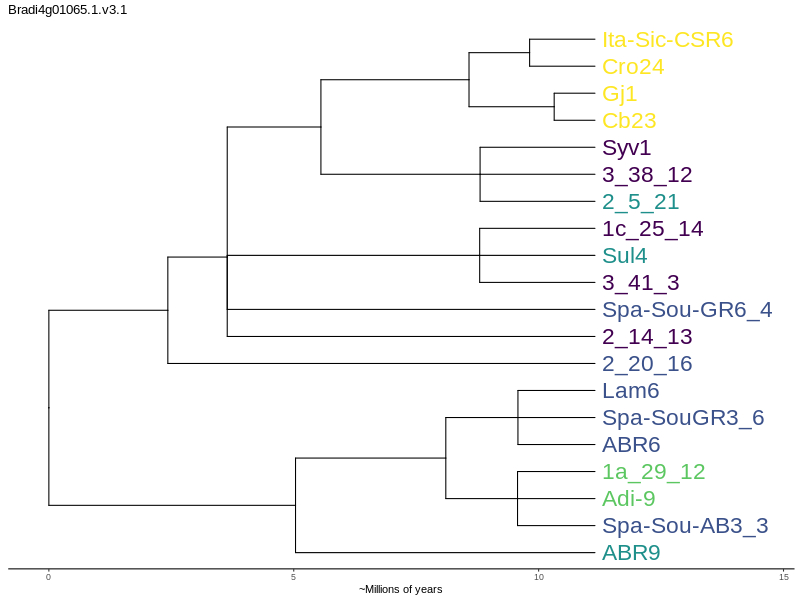 Bradi4g01065.1.v3.1
Ita-Sic-CSR6
Cro24
Gj1
Cb23
Syv1
3_38_12
2_5_21
1c_25_14
Sul4
3_41_3
Spa-Sou-GR6_4
2_14_13
2_20_16
Lam6
Spa-SouGR3_6
ABR6
1a_29_12
Adi-9
Spa-Sou-AB3_3
ABR9
0 5 10 15
~Millions of years